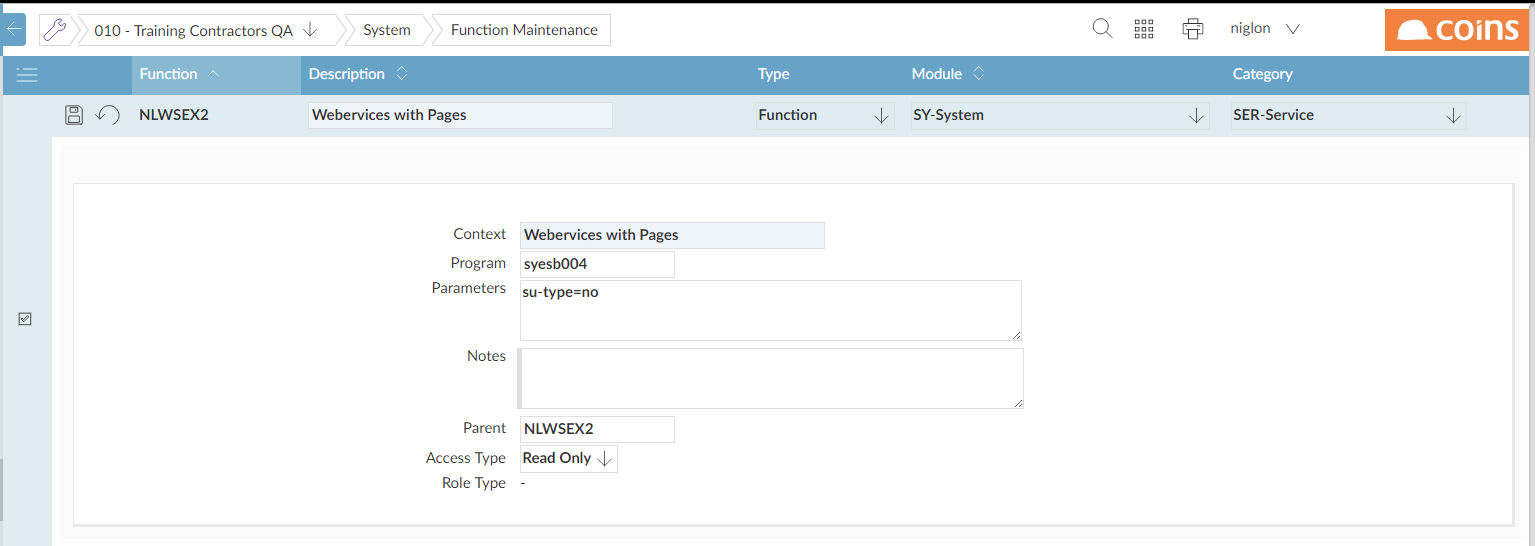 010 - Training Contractors QA System Function Maintenance niglon coins
Function Description Type Module Category
NLWSEX2 Webervices with Pages Function SY-System SER-Service
Context Webervices with Pages
Program syesb004
Parameters su-type=no
Notes
Parent NLWSEX2
Access Type Read Only
Role Type -